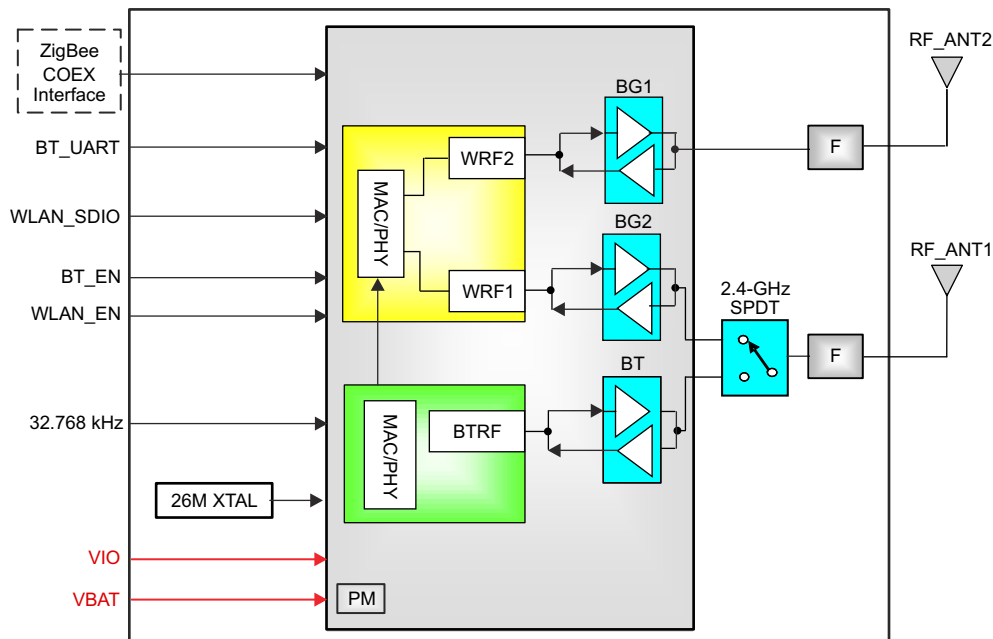 ZigBee
COEX
Interface
BT_UART
WLAN_SDIO
BT_EN
WLAN_EN
32.768 kHz
26M XTAL
VIO
VBAT
MAC/PHY
WRF2
WRF1
MAC/PHY
BTRF
PM
BG1
BG2
BT
2.4-GHz
SPDT
F
F
RF_ANT2
RF_ANT1